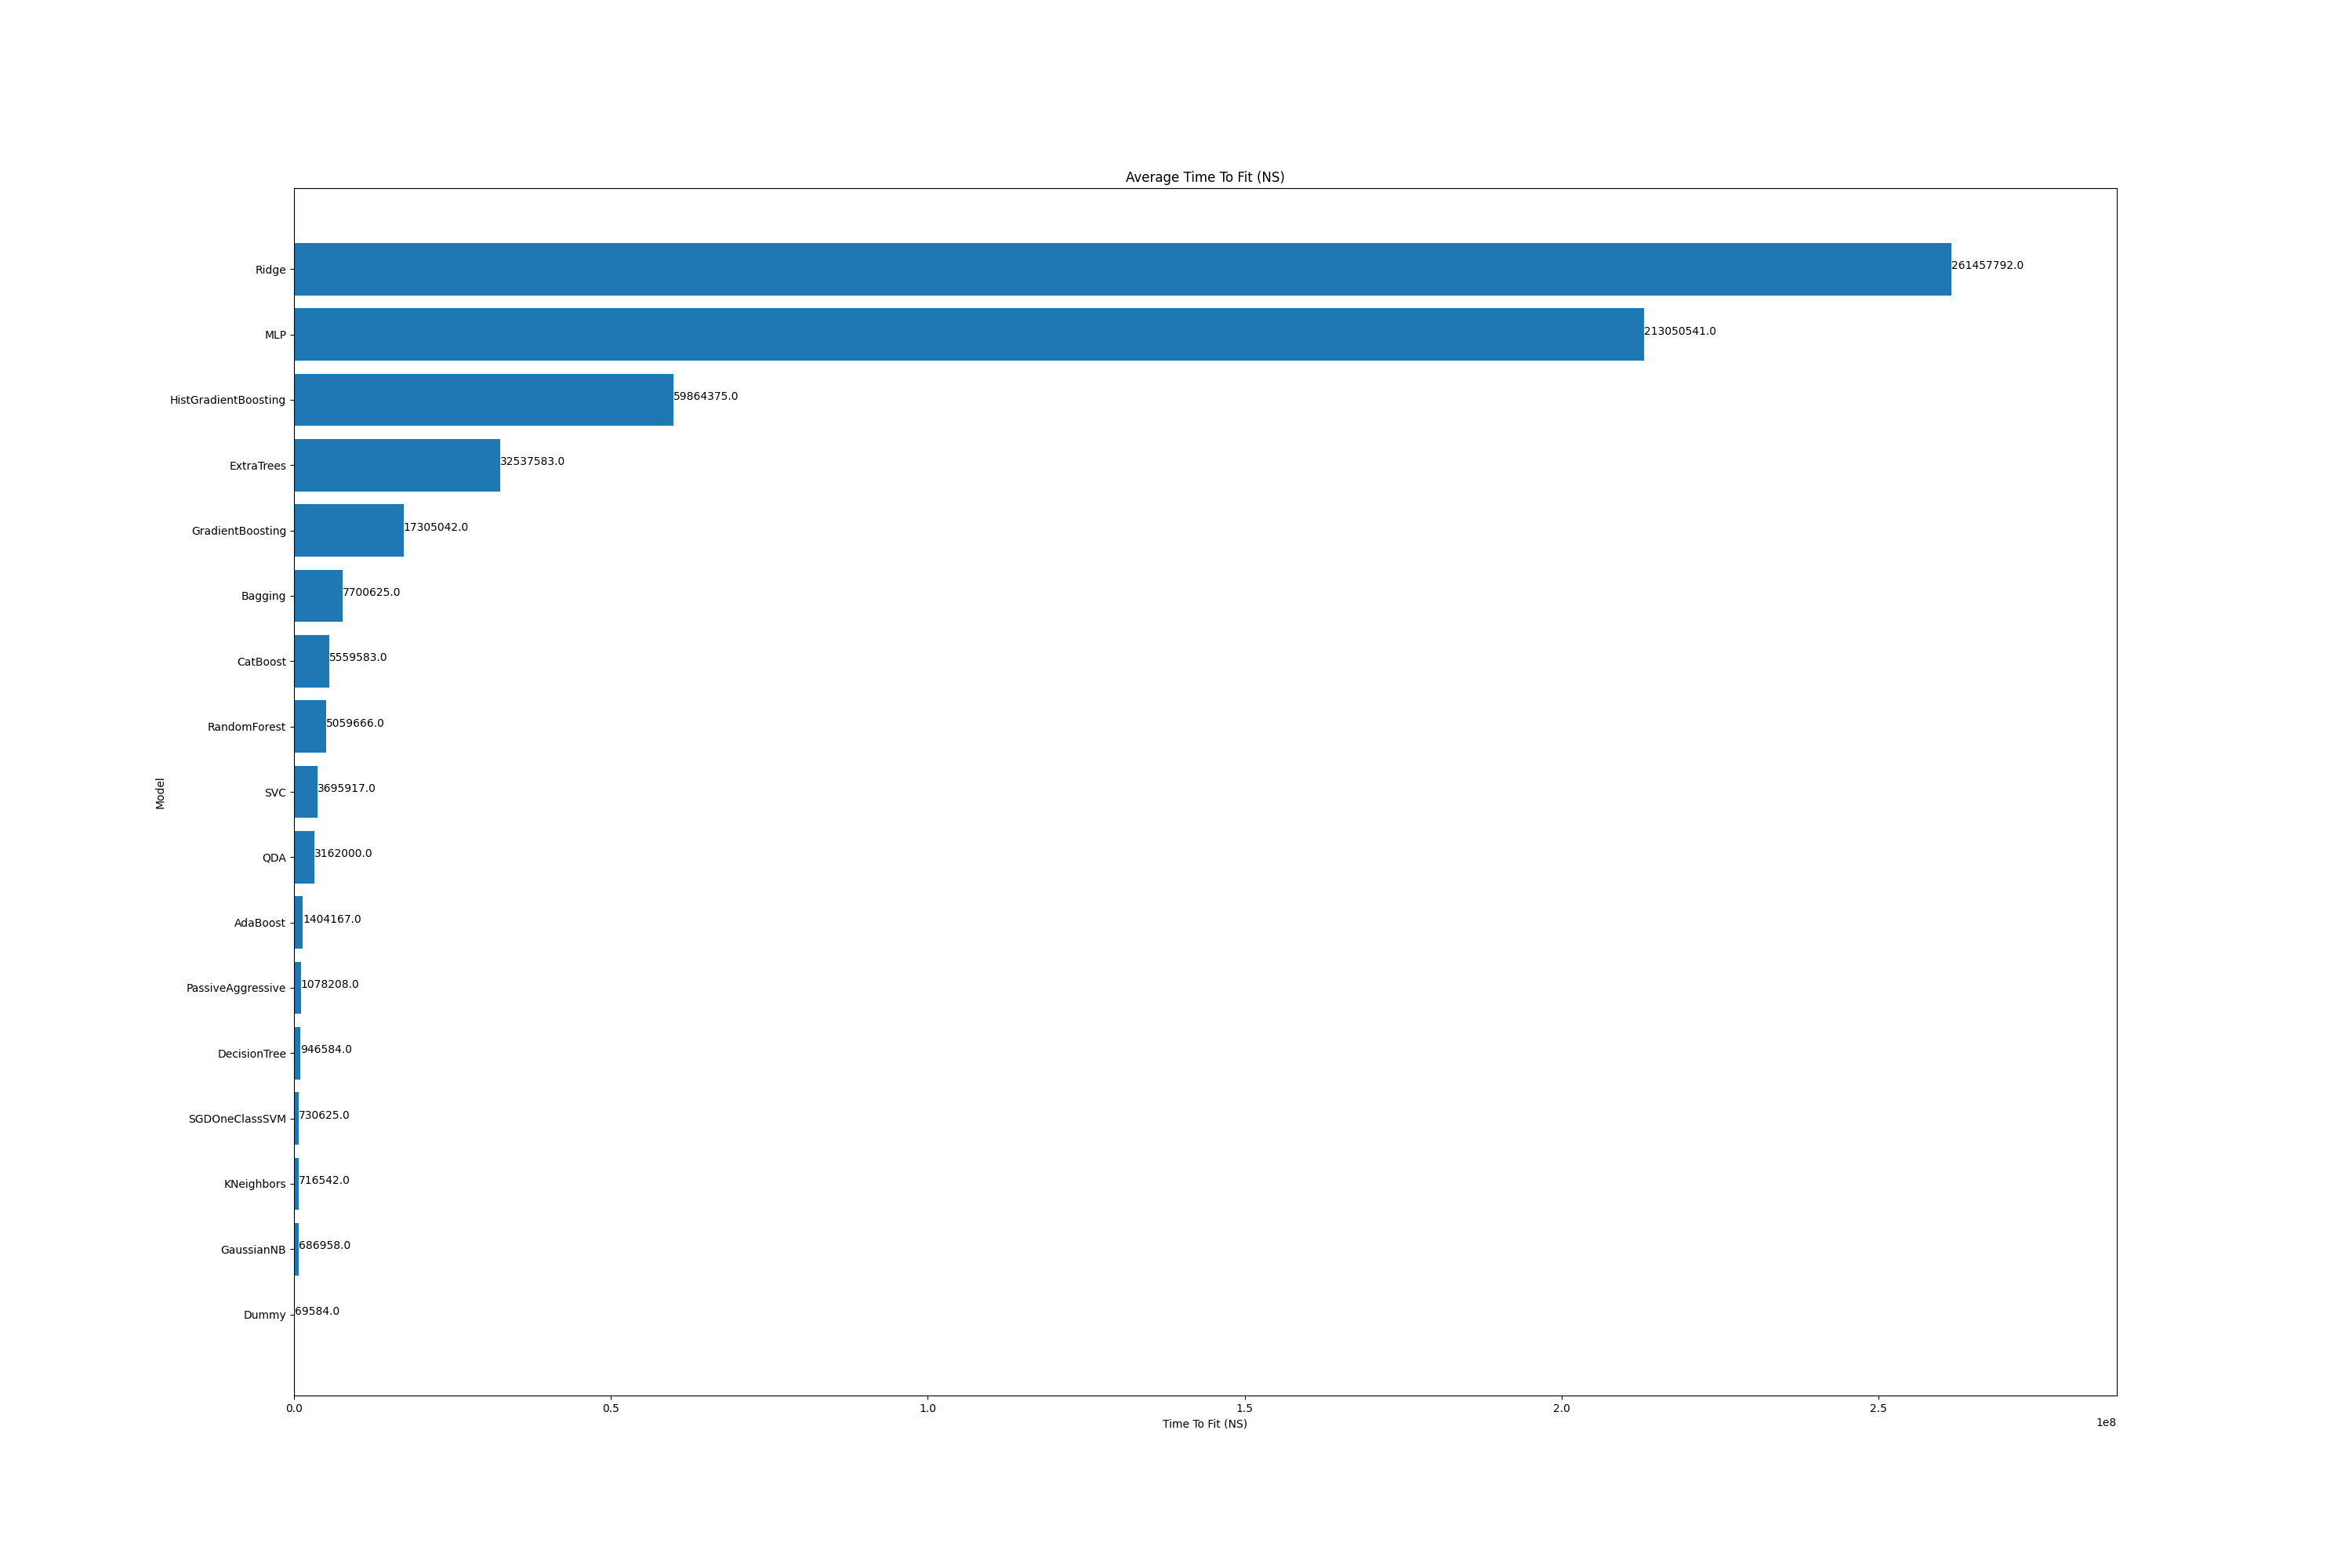 Average Time To Fit (NS)
Ridge
261457792.0
MLP
213050541.0
HistGradientBoosting
59864375.0
ExtraTrees
32537583.0
GradientBoosting
17305042.0
Bagging
7700625.0
CatBoost
5559583.0
RandomForest
5059666.0
SVC
3695917.0
Model
QDA
3162000.0
AdaBoost
1404167.0
PassiveAggressive
1078208.0
DecisionTree
946584.0
SGDOneClassSVM
730625.0
KNeighbors
716542.0
GaussianNB
686958.0
Dummy
69584.0
0.0 0.5 1.0 1.5 2.0 2.5
1e8
Time To Fit (NS)